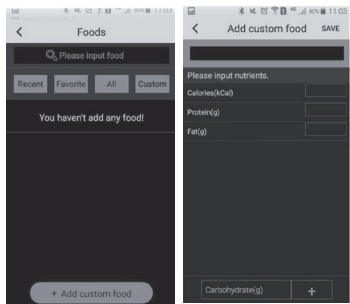 80% 11:03
Foods
Please input food
Recent Favorite All Custom
You haven't add any food!
+ Add custom food
80% 11:03
Add custom food SAVE
Please input nutrients.
Calories(kCal)
Protein(g)
Fat(g)
Carbohydrate(g) +